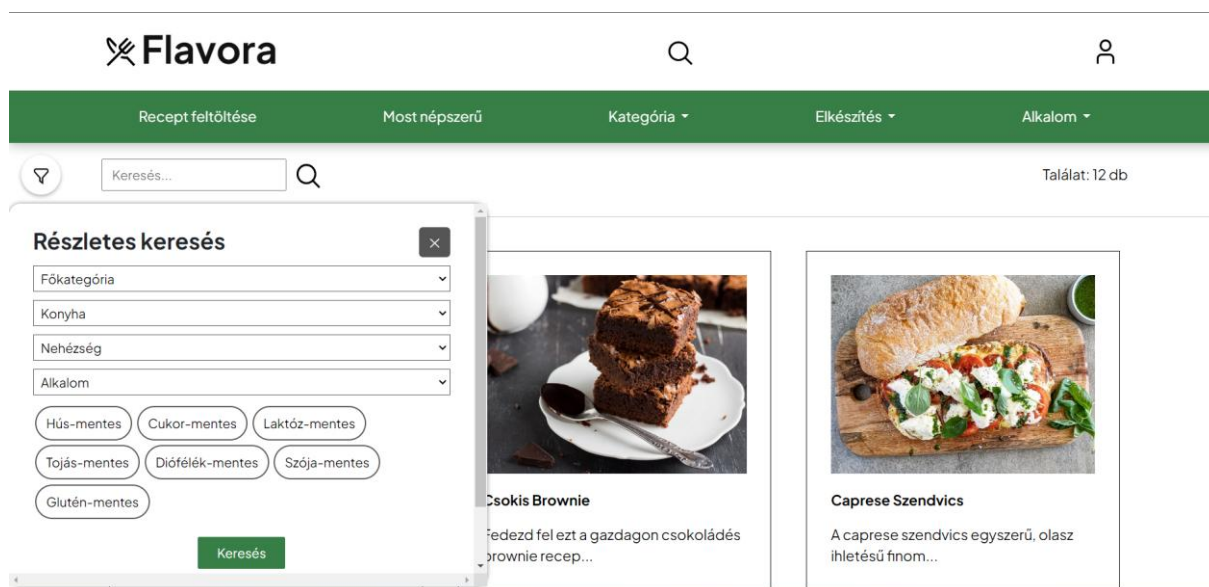 Flavora
Recept feltöltése Most népszerű Kategória Elkészítés Alkalom
Keresés...
Találat: 12 db
Részletes keresés
Főkategória
Konyha
Nehézség
Alkalom
Hús-mentes Cukor-mentes Laktóz-mentes
Tojás-mentes Diófélék-mentes Szója-mentes
Glutén-mentes
Keresés
Csokis Brownie
Fedezd fel ezt a gazdagon csokoládés
brownie recep...
Caprese Szendvics
A caprese szendvics egyszerű, olasz
ihletésű finom...